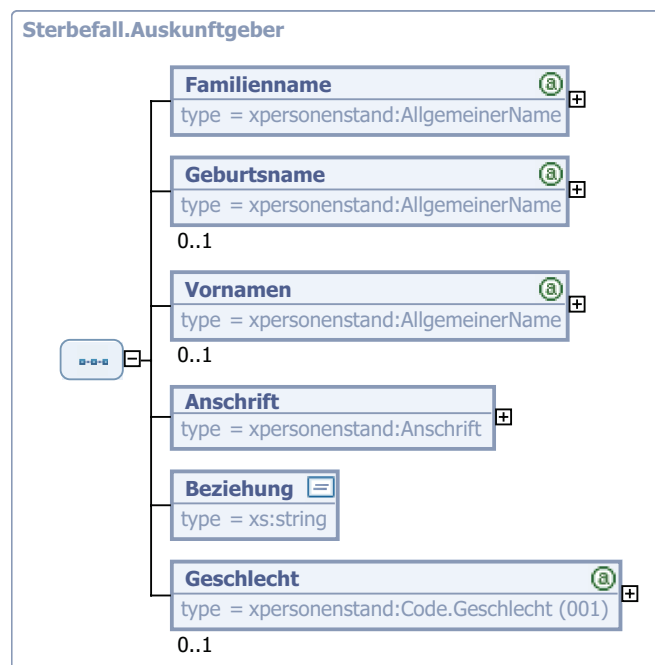 Sterbefall.Auskunftgeber
Familienname @
type = xpersonenstand:AllgemeinerName
Geburtsname @
type = xpersonenstand:AllgemeinerName
0..1
Vornamen @
type = xpersonenstand:AllgemeinerName
0..1
Anschrift
type = xpersonenstand:Anschrift
Beziehung
type = xs:string
Geschlecht @
type = xpersonenstand:Code.Geschlecht (001)
0..1